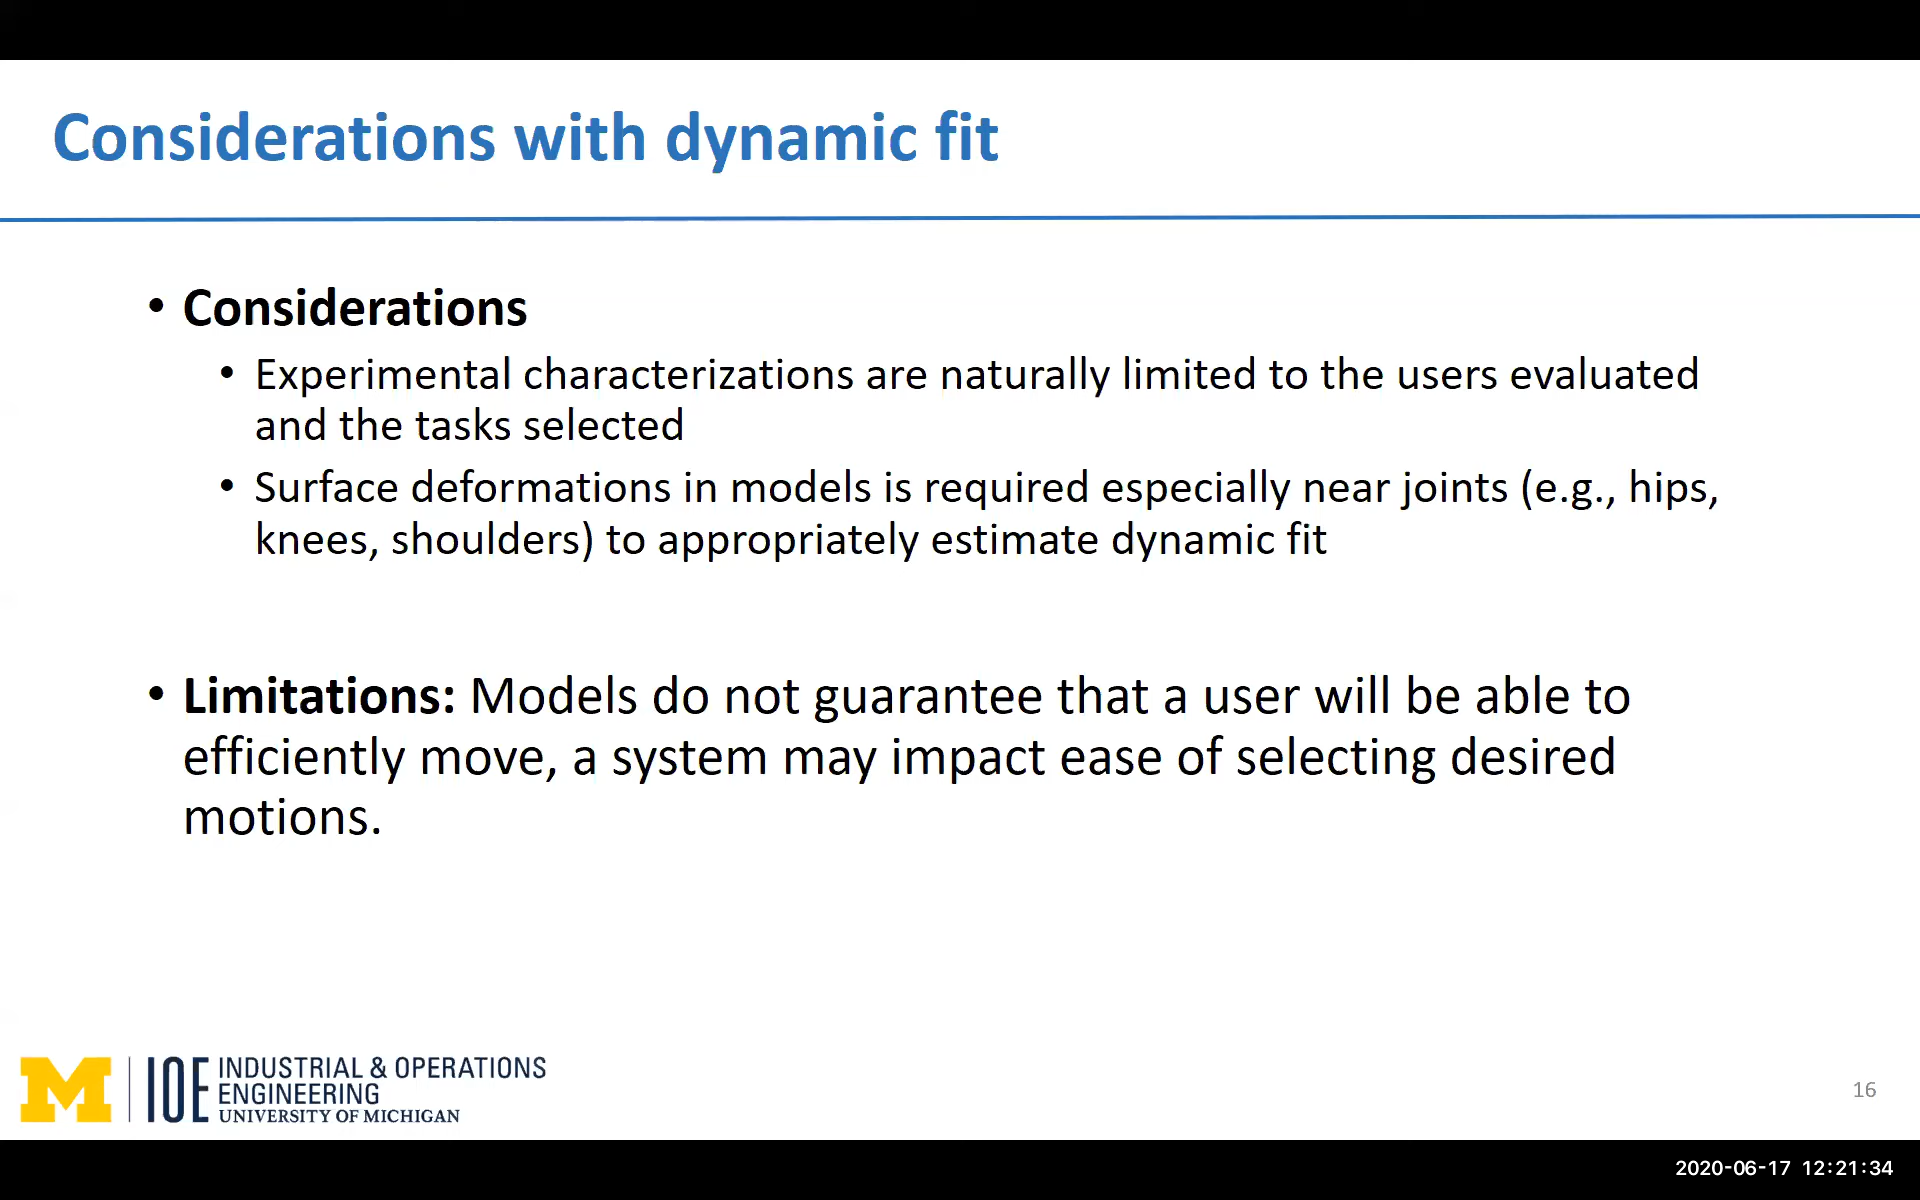 Considerations with dynamic fit
• Considerations
• Experimental characterizations are naturally limited to the users evaluated
and the tasks selected
• Surface deformations in models is required especially near joints (e.g., hips,
knees, shoulders) to appropriately estimate dynamic fit
• Limitations: Models do not guarantee that a user will be able to
efficiently move, a system may impact ease of selecting desired
motions.
M IOE INDUSTRIAL & OPERATIONS
ENGINEERING
UNIVERSITY OF MICHIGAN
16
2020-06-17 12:21:34